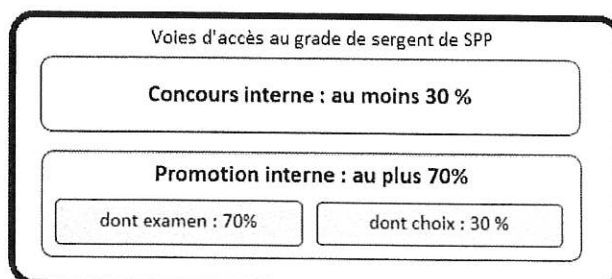 Voies d'accès au grade de sergent de SPP
Concours interne : au moins 30 %
Promotion interne : au plus 70%
dont examen : 70%
dont choix : 30 %